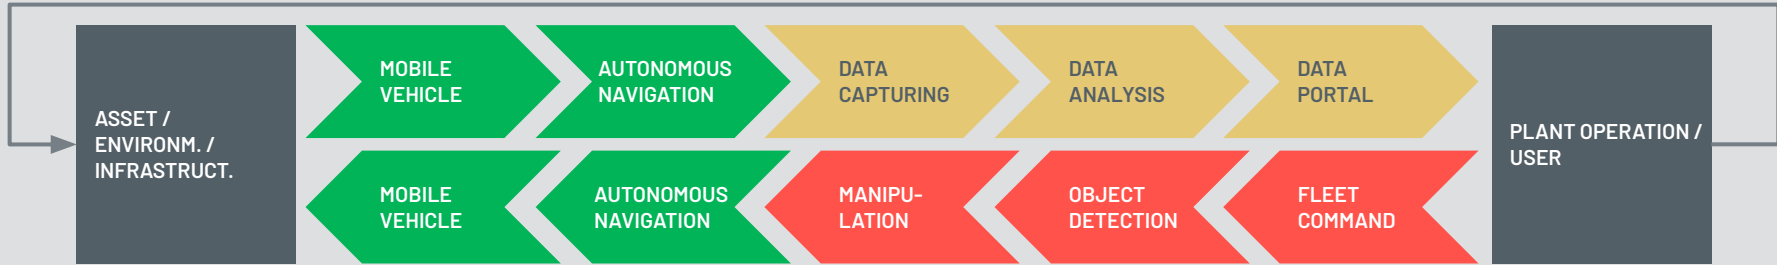 ASSET /
ENVIRONM. /
INFRASTRUCT.
MOBILE
VEHICLE
AUTONOMOUS
NAVIGATION
DATA
CAPTURING
DATA
ANALYSIS
DATA
PORTAL
MOBILE
VEHICLE
AUTONOMOUS
NAVIGATION
MANIPU-
LATION
OBJECT
DETECTION
FLEET
COMMAND
PLANT OPERATION /
USER